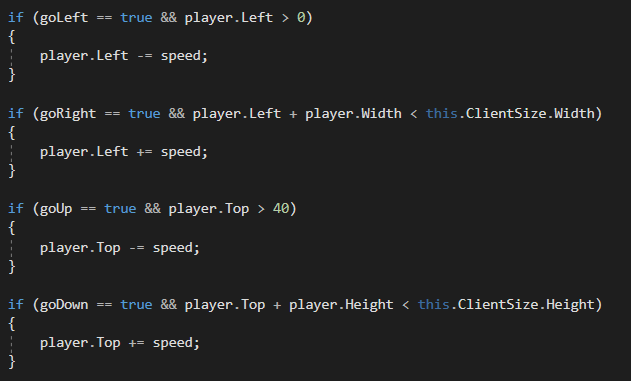 if (goLeft == true && player.Left > 0)
{
    player.Left -= speed;
}

if (goRight == true && player.Left + player.Width < this.ClientSize.Width)
{
    player.Left += speed;
}

if (goUp == true && player.Top > 40)
{
    player.Top -= speed;
}

if (goDown == true && player.Top + player.Height < this.ClientSize.Height)
{
    player.Top += speed;
}